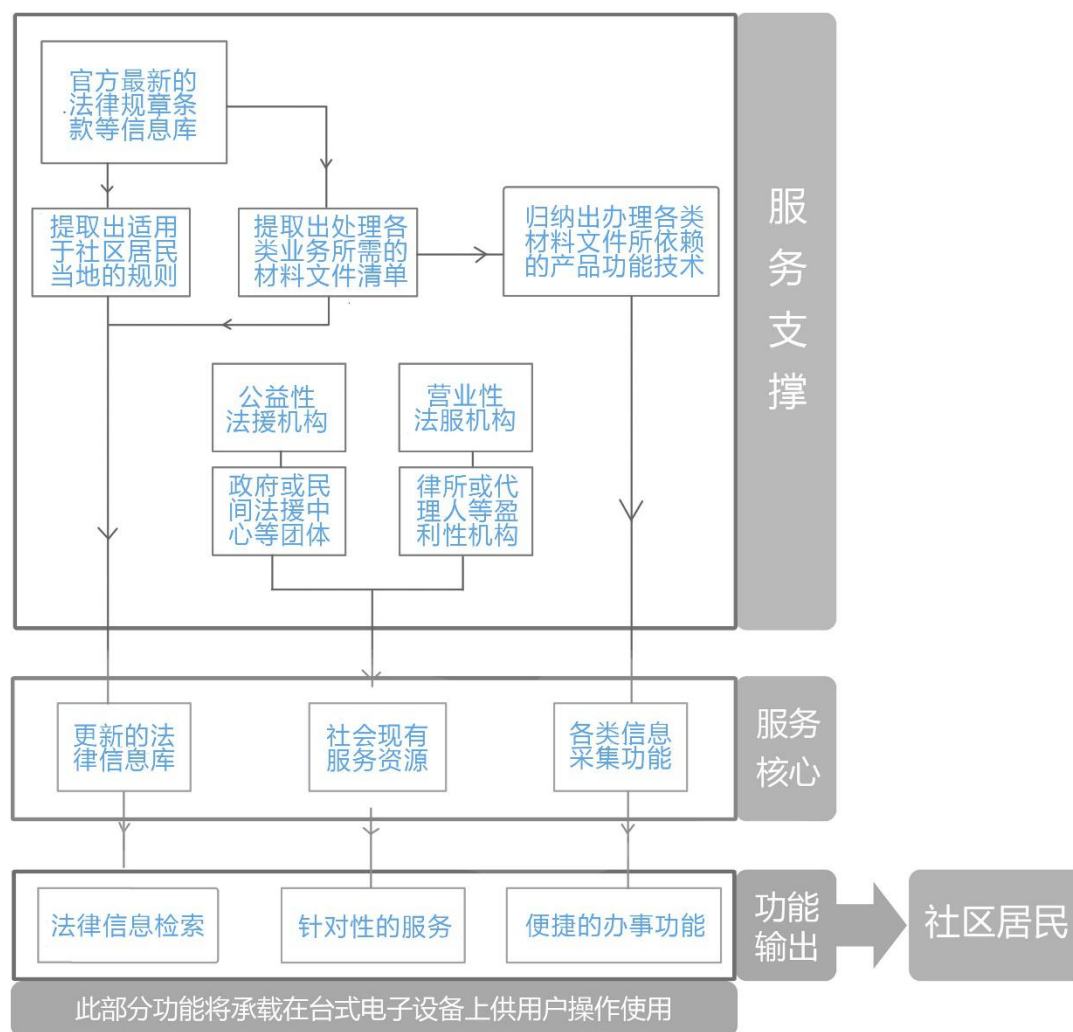 官方最新的
法律规章条
款等信息库
提取出适用
于社区居民
当地的规则
提取出处理各
类业务所需的
材料文件清单
归纳出办理各类
材料文件所依赖
的产品功能技术
公益性
法援机构
营业性
法服机构
政府或民
间法援中
心等团体
律所或代
理人等盈
利性机构
服
务
支
撑
更新的法
律信息库
社会现有
服务资源
各类信息
采集功能
服务
核心
法律信息检索
针对性的服务
便捷的办事功能
功能
输出
社区居民
此部分功能将承载在台式电子设备上供用户操作使用